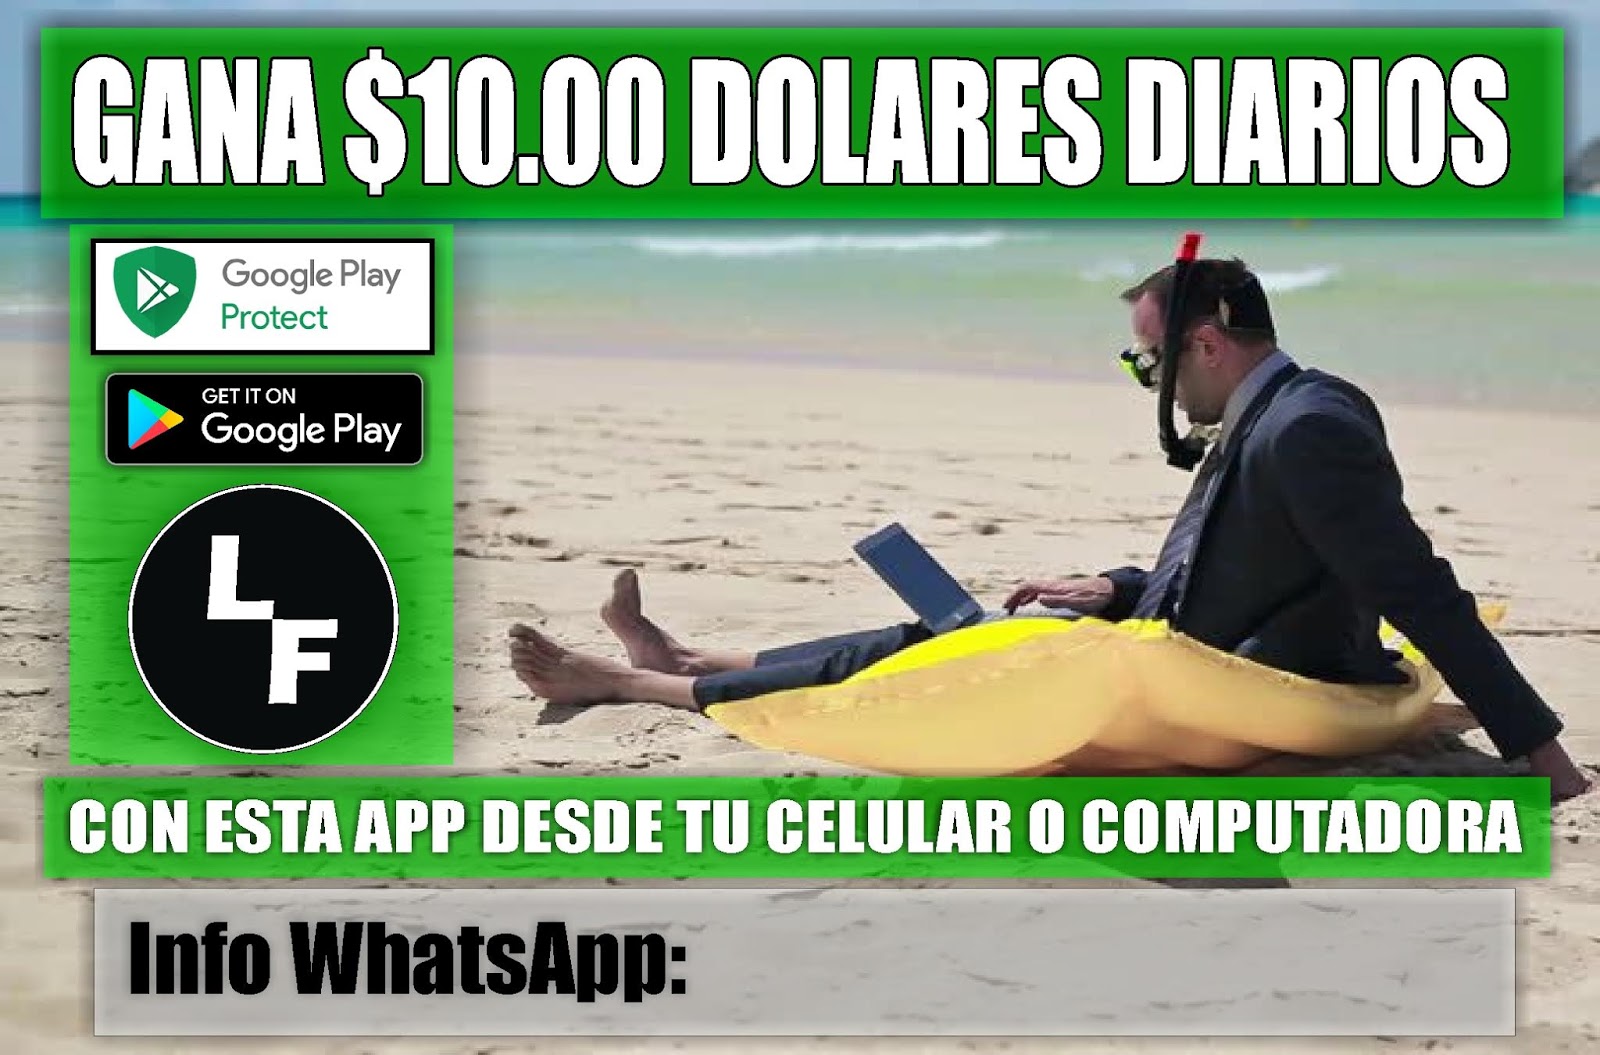 GANA $10.00 DOLARES DIARIOS
Google Play
Protect
GET IT ON
Google Play
L
F
CON ESTA APP DESDE TU CELULAR O COMPUTADORA
Info WhatsApp: